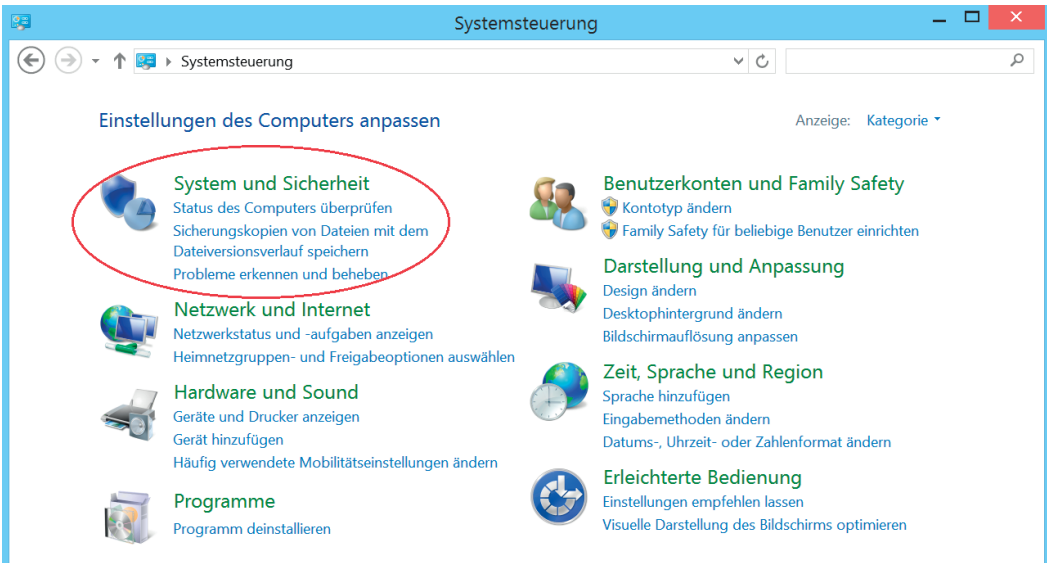 Systemsteuerung
Systemsteuerung
Einstellungen des Computers anpassen
Anzeige: Kategorie
System und Sicherheit
Status des Computers überprüfen
Sicherungskopien von Dateien mit dem
Dateiversionsverlauf speichern
Probleme erkennen und beheben
Netzwerk und Internet
Netzwerkstatus und -aufgaben anzeigen
Heimnetzgruppen- und Freigabeoptionen auswählen
Hardware und Sound
Geräte und Drucker anzeigen
Gerät hinzufügen
Häufig verwendete Mobilitätseinstellungen ändern
Programme
Programm deinstallieren
Benutzerkonten und Family Safety
Kontotyp ändern
Family Safety für beliebige Benutzer einrichten
Darstellung und Anpassung
Design ändern
Desktophintergrund ändern
Bildschirmauflösung anpassen
Zeit, Sprache und Region
Sprache hinzufügen
Eingabemethoden ändern
Datums-, Uhrzeit- oder Zahlenformat ändern
Erleichterte Bedienung
Einstellungen empfehlen lassen
Visuelle Darstellung des Bildschirms optimieren